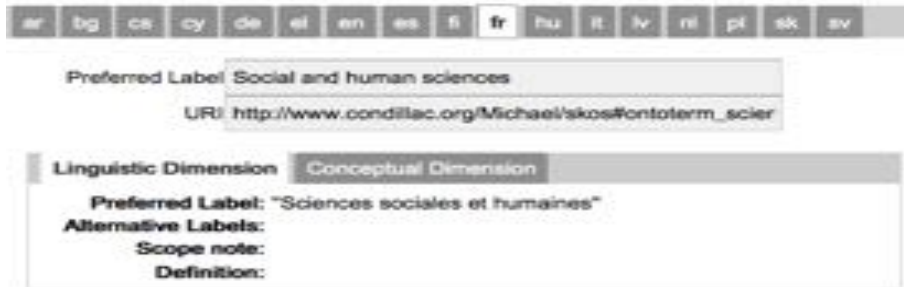 ar bg cs cy de el en es fi fr hu it lv nl pl sk sv
Preferred Label Social and human sciences
URI http://www.condillac.org/Michael/skos#ontoterm_scier
Linguistic Dimension Conceptual Dimension
Preferred Label: "Sciences sociales et humaines"
Alternative Labels:
Scope note:
Definition: